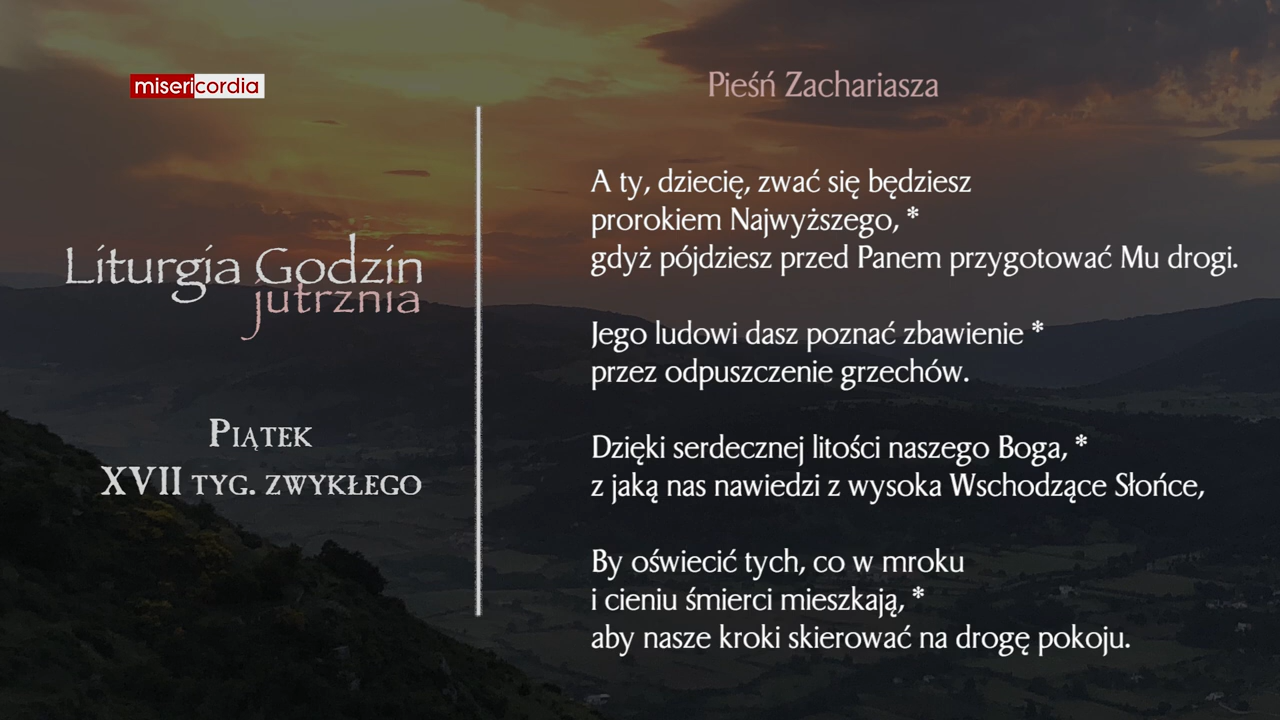 misericordia
Liturgia Godzin
jutrznia
Piątek
XVII tyg. zwykłego
Pieśń Zachariasza
A ty, dziecię, zwać się będziesz
prorokiem Najwyższego, *
gdyż pójdziesz przed Panem przygotować Mu drogi.
Jego ludowi dasz poznać zbawienie *
przez odpuszczenie grzechów.
Dzięki serdecznej litości naszego Boga, *
z jaką nas nawiedzi z wysoka Wschodzące Słońce,
By oświecić tych, co w mroku
i cieniu śmierci mieszkają, *
aby nasze kroki skierować na drogę pokoju.